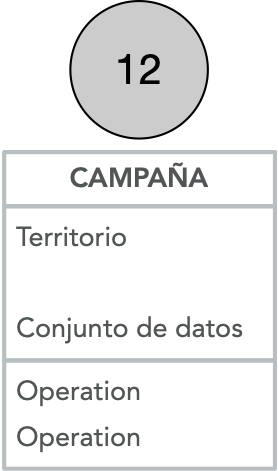 12
CAMPAÑA
Territorio
Conjunto de datos
Operation
Operation